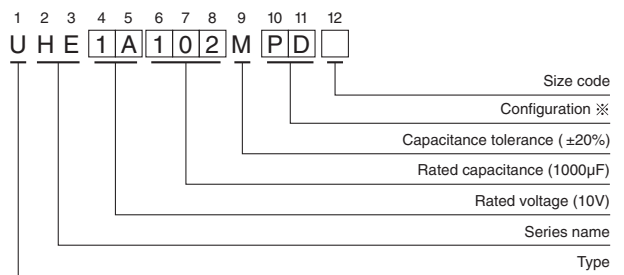 1 2 3 4 5 6 7 8 9 10 11 12
U H E 1 A 1 0 2 M P D
Size code
Configuration ※
Capacitance tolerance ( ±20%)
Rated capacitance (1000µF)
Rated voltage (10V)
Series name
Type